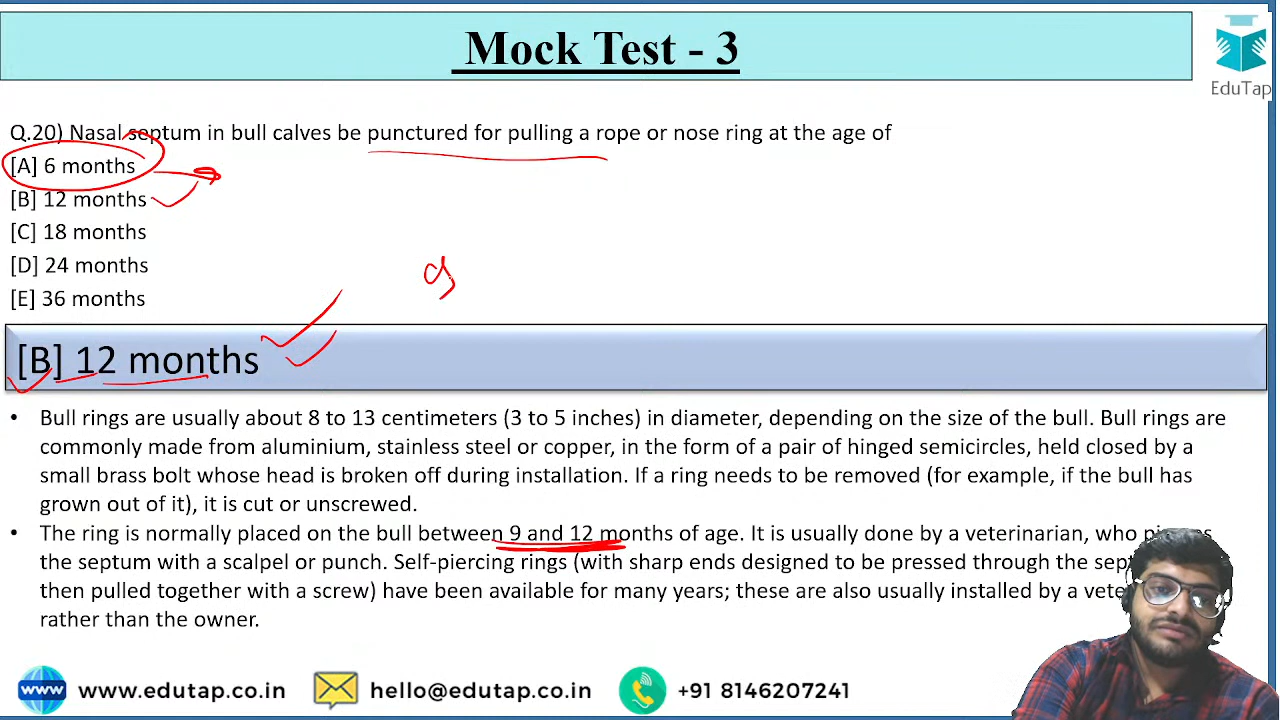 Mock Test - 3
EduTap
Q.20) Nasal septum in bull calves be punctured for pulling a rope or nose ring at the age of
[A] 6 months
[B] 12 months
[C] 18 months
[D] 24 months
[E] 36 months
9
[B] 12 months
• Bull rings are usually about 8 to 13 centimeters (3 to 5 inches) in diameter, depending on the size of the bull. Bull rings are
commonly made from aluminium, stainless steel or copper, in the form of a pair of hinged semicircles, held closed by a
small brass bolt whose head is broken off during installation. If a ring needs to be removed (for example, if the bull has
grown out of it), it is cut or unscrewed.
• The ring is normally placed on the bull between 9 and 12 months of age. It is usually done by a veterinarian, who
the septum with a scalpel or punch. Self-piercing rings (with sharp ends designed to be pressed through the
then pulled together with a screw) have been available for many years; these are also usually installed by a
rather than the owner.
www www.edutap.co.in hello@edutap.co.in +91 8146207241